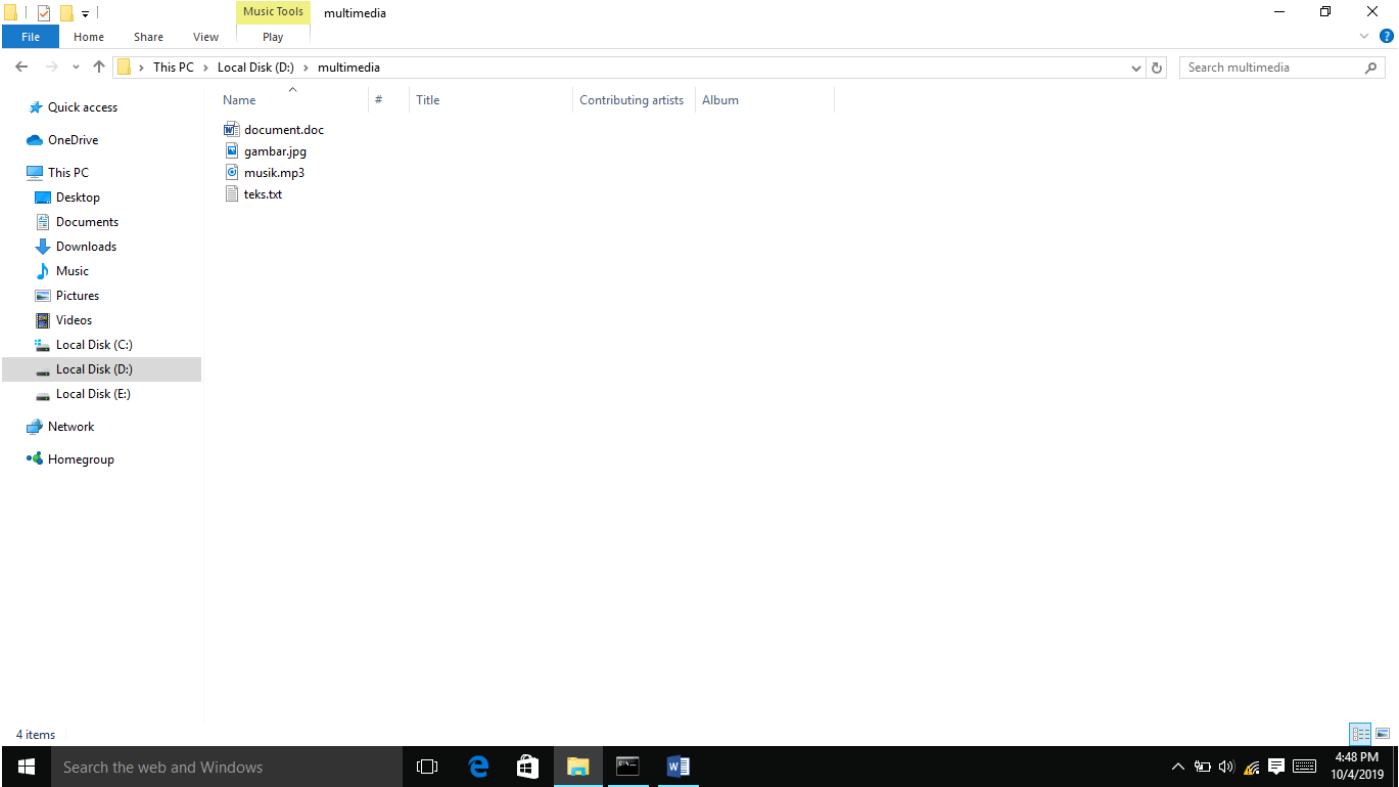 Music Tools
multimedia
File
Home
Share
View
Play
This PC
Local Disk (D:)
multimedia
Search multimedia
Name
#
Title
Contributing artists
Album
Quick access
OneDrive
This PC
Desktop
Documents
Downloads
Music
Pictures
Videos
Local Disk (C:)
Local Disk (D:)
Local Disk (E:)
Network
Homegroup
document.doc
gambar.jpg
musik.mp3
teks.txt
4 items
Search the web and Windows
4:48 PM
10/4/2019